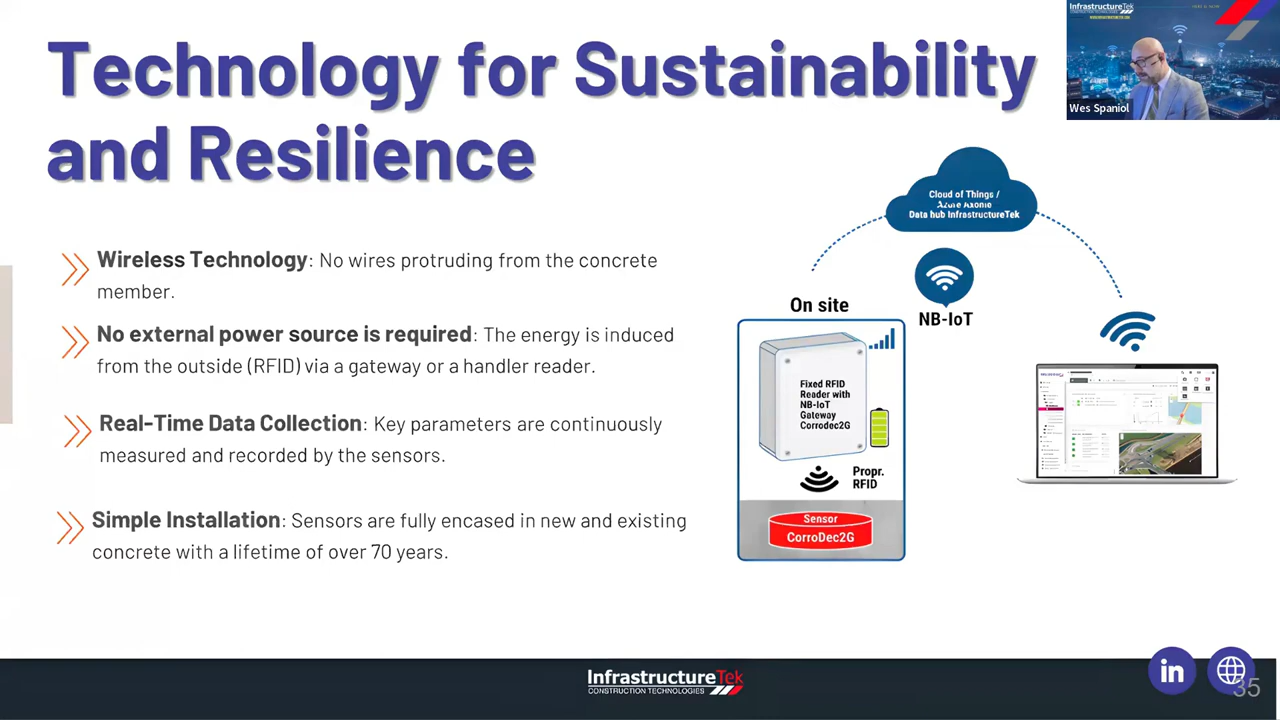 Technology for Sustainability
and Resilience
Wireless Technology: No wires protruding from the concrete
member.
No external power source is required: The energy is induced
from the outside (RFID) via a gateway or a handler reader.
Real-Time Data Collection: Key parameters are continuously
measured and recorded by the sensors.
Simple Installation: Sensors are fully encased in new and existing
concrete with a lifetime of over 70 years.
Cloud of Things /
Azure Axonio
Data hub InfrastructureTek
NB-IoT
On site
Fixed RFID
Reader with
NB-IoT
Gateway
Corrodec2G
Propr.
RFID
Sensor
CorroDec2G
InfrastructureTek
CONSTRUCTION TECHNOLOGIES
Wes Spaniol
InfrastructureTek
CONSTRUCTION TECHNOLOGIES
in
35